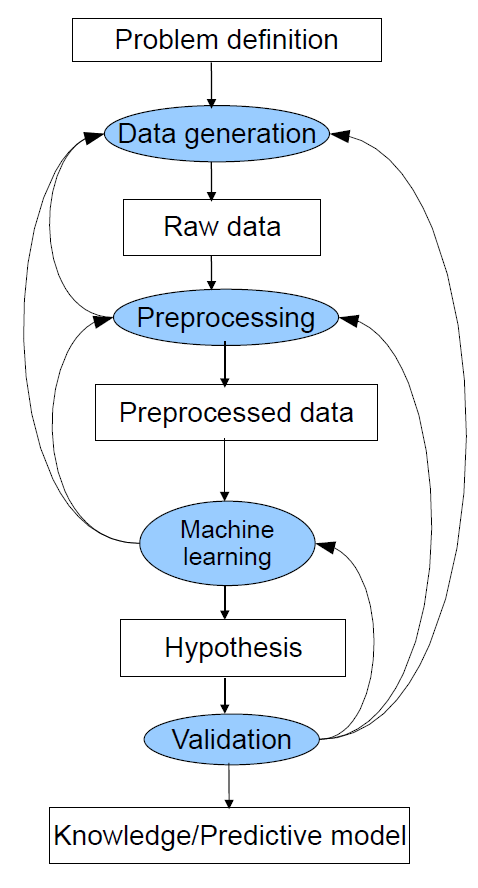 Problem definition
Data generation
Raw data
Preprocessing
Preprocessed data
Machine
learning
Hypothesis
Validation
Knowledge/Predictive model